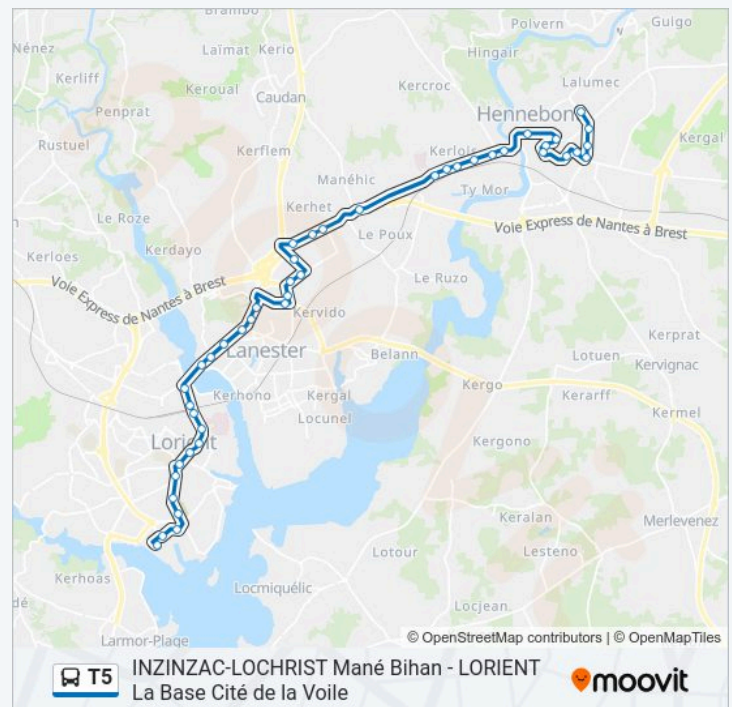 Brambo
Polvern
Guigo
Nénez
Laïmat
Kerio
Hingair
Kerliff
Keroual
Kercroc
Lalumec
Penprat
Caudan
Hennebon
Rustuel
Kerflem
Kerlois
Kergal
Manéhic
Ty Mor
Le Roze
Kerhet
Le Poux
Voie Express de Nantes à Brest
Kerdayo
Kerloes
Le Ruzo
Voie Express de Nantes à Brest
Kervido
Kerprat
Lanester
Belann
Lotuen
Kervignac
Kerhono
Kergal
Kergo
Kerarff
Locunel
Kermel
Lorient
Kergono
Keralan
Merlevenez
Lotour
Lesteno
Kerhoas
Locmiquélic
dé
Locjean
Larmor-Plage
© OpenStreetMap contributors | © OpenMapTiles
T5
INZINZAC-LOCHRIST Mané Bihan - LORIENT
La Base Cité de la Voile
moovit